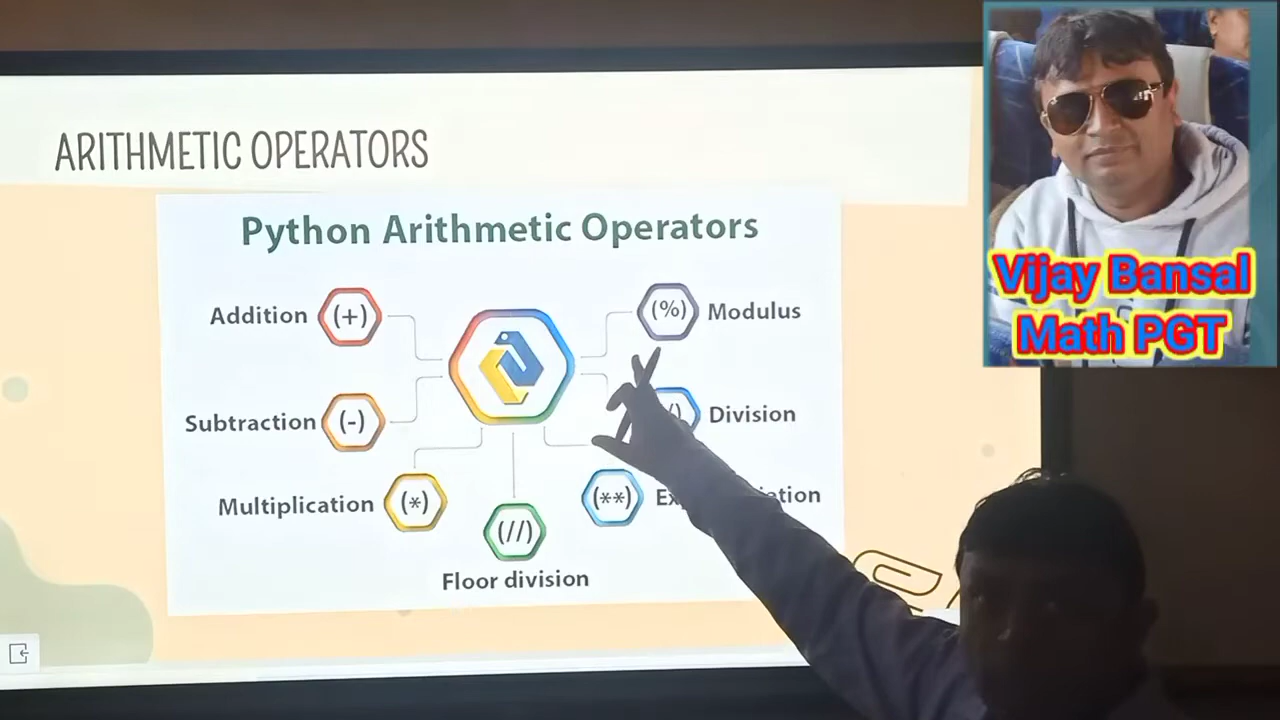 ARITHMETIC OPERATORS
Python Arithmetic Operators
Addition (+)
(%) Modulus
Subtraction (-)
Division
Multiplication (*)
(**)
(//)
Floor division
Vijay Bansal
Math PGT